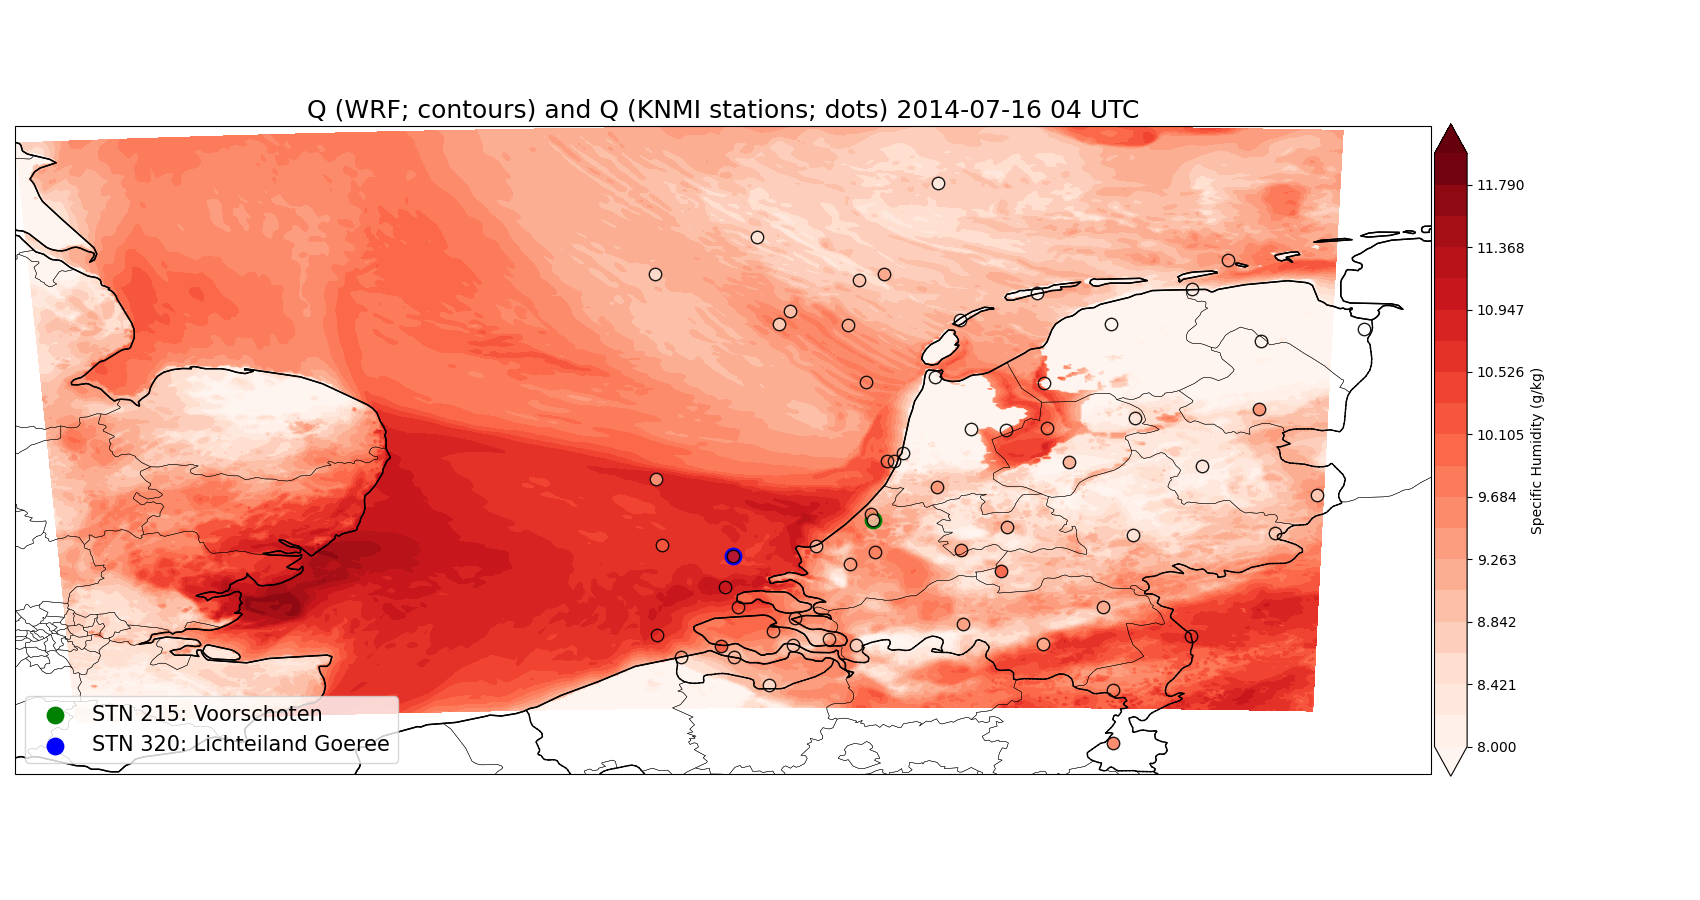 Q (WRF; contours) and Q (KNMI stations; dots) 2014-07-16 04 UTC
11.790
11.368
10.947
10.526
10.105
9.684
9.263
8.842
8.421
8.000
Specific Humidity (g/kg)
STN 215: Voorschoten
STN 320: Lichteiland Goeree